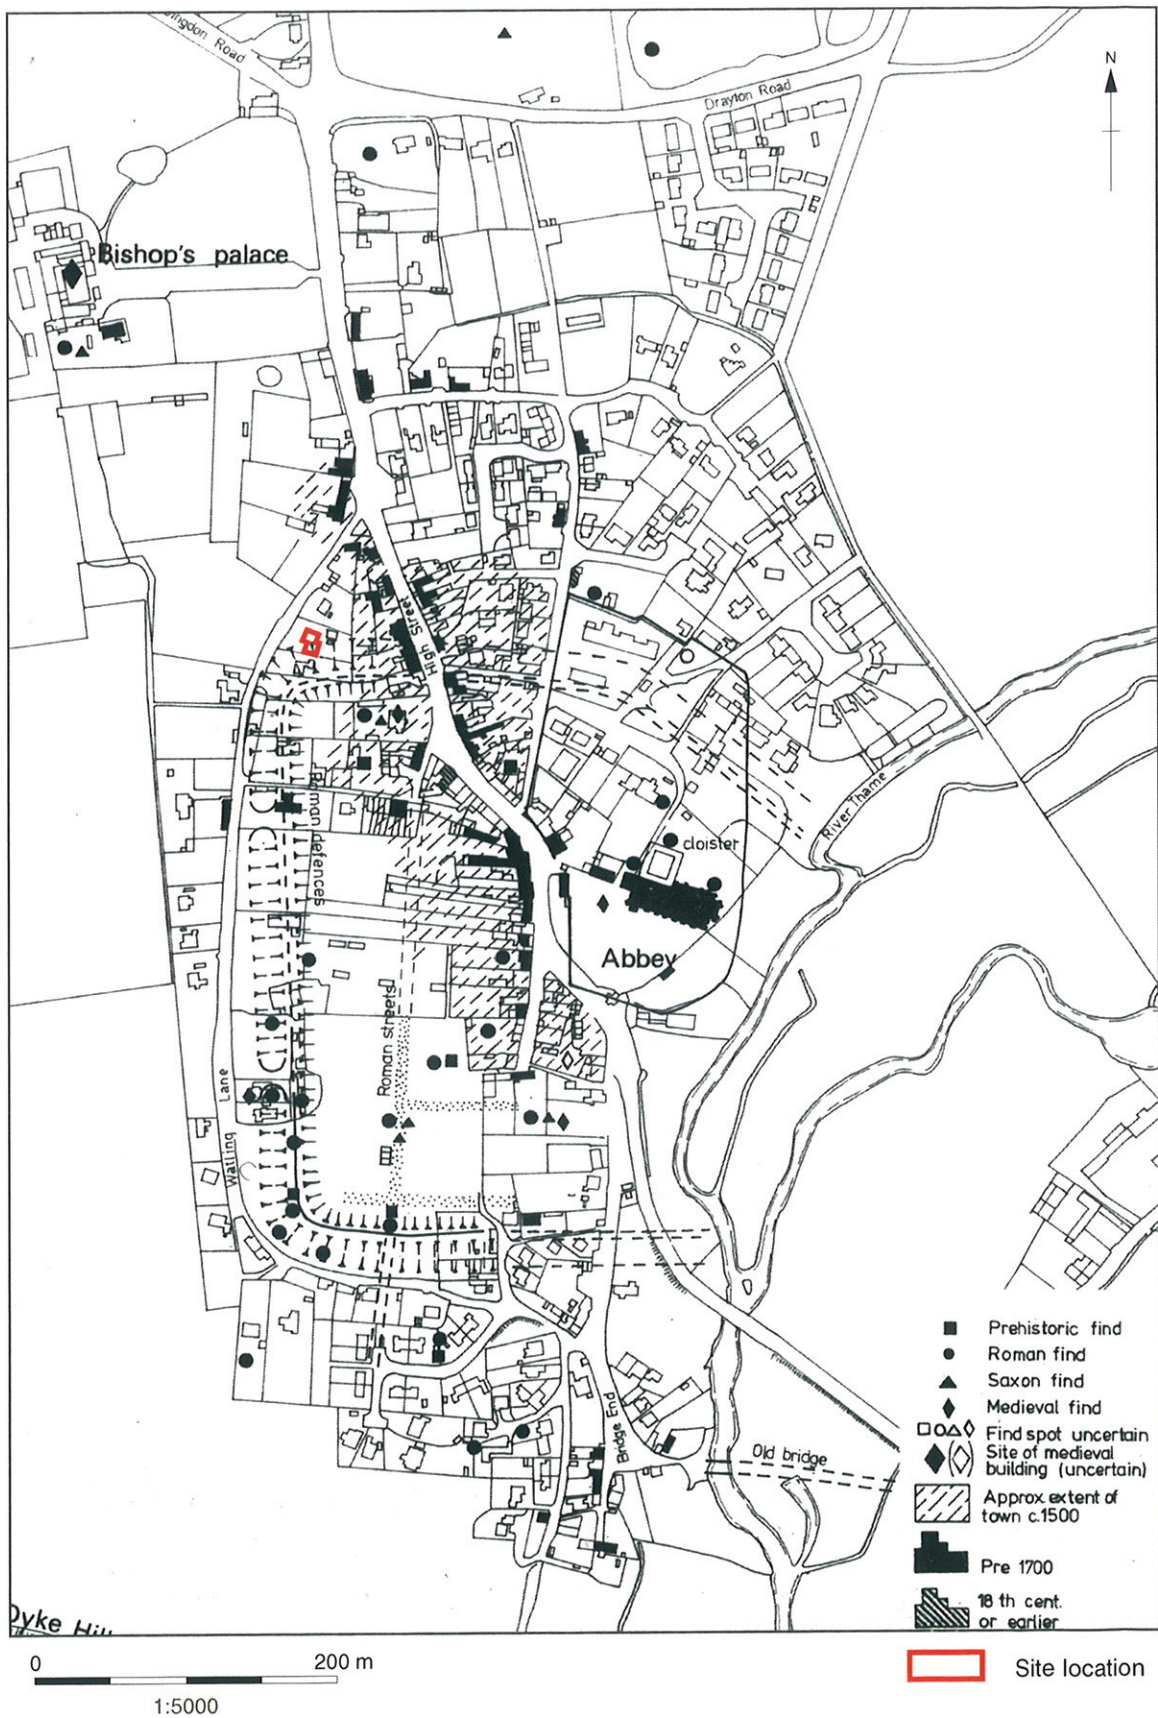 ingdon Road
N
Drayton Road
Bishop's palace
High Street
Roman defences
River Thame
cloister
Abbey
Roman streets
Watling Lane
Bridge End
Old bridge
Dyke Hil
Prehistoric find
Roman find
Saxon find
Medieval find
Find spot uncertain
Site of medieval
building (uncertain)
Approx. extent of
town c.1500
Pre 1700
18 th cent.
or earlier
0 200 m
1:5000
Site location